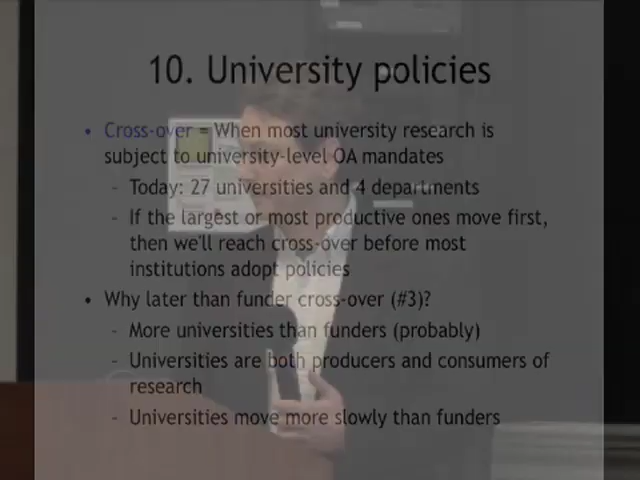 10. University policies
• Cross-over = When most university research is
subject to university-level OA mandates
– Today: 27 universities and 4 departments
– If the largest or most productive ones move first,
then we'll reach cross-over before most
institutions adopt policies
• Why later than funder cross-over (#3)?
– More universities than funders (probably)
– Universities are both producers and consumers of
research
– Universities move more slowly than funders